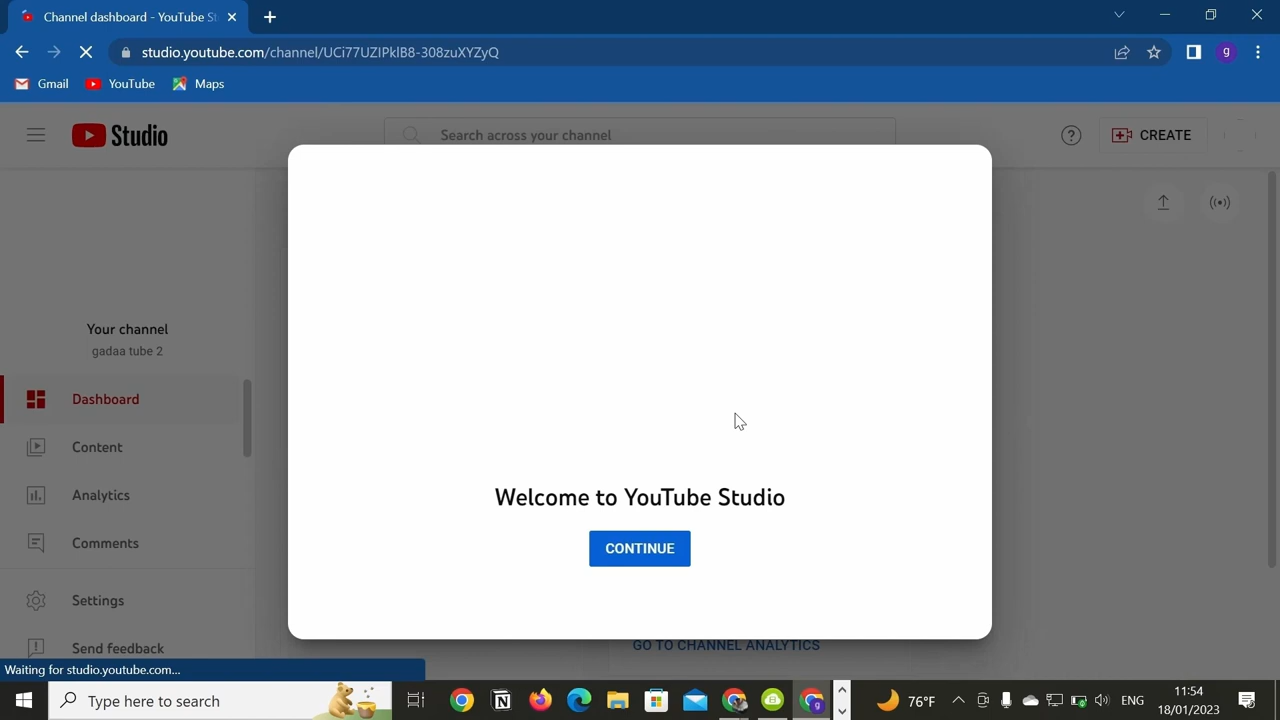 Channel dashboard - YouTube St
studio.youtube.com/channel/UCi77UZIPklB8-308zuXYZyQ
g
Gmail
YouTube
Maps
Studio
Search across your channel
CREATE
Your channel
gadaa tube 2
Dashboard
Content
Analytics
Comments
Settings
Send feedback
Welcome to YouTube Studio
CONTINUE
GO TO CHANNEL ANALYTICS
Waiting for studio.youtube.com...
Type here to search
76°F
ENG
11:54
18/01/2023